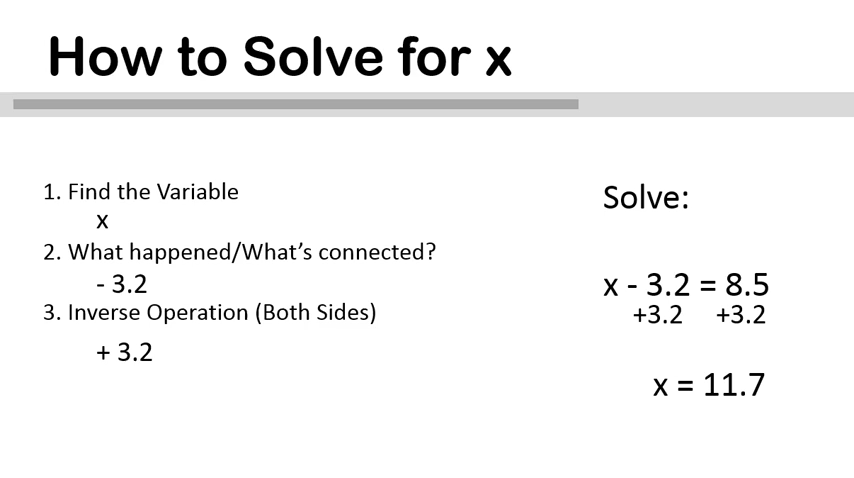 How to Solve for x
1. Find the Variable
x
2. What happened/What’s connected?
- 3.2
3. Inverse Operation (Both Sides)
+ 3.2
Solve:
x - 3.2 = 8.5
+3.2 +3.2
x = 11.7